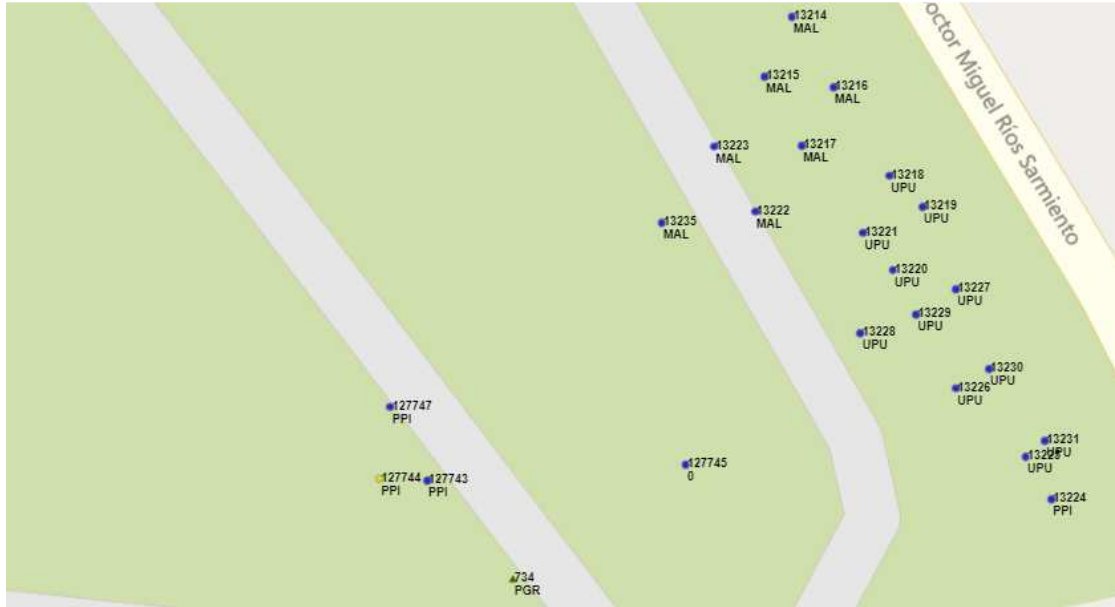 octor Miguel Ríos Sarmiento
13214
MAL
13215
MAL
13216
MAL
13223
MAL
13217
MAL
13218
UPU
13219
UPU
13235
MAL
13222
MAL
13221
UPU
13220
UPU
13227
UPU
13229
UPU
13228
UPU
13230
UPU
13226
UPU
127747
PPI
13231
UPU
13225
UPU
127744
PPI
127743
PPI
127745
0
13224
PPI
734
PGR